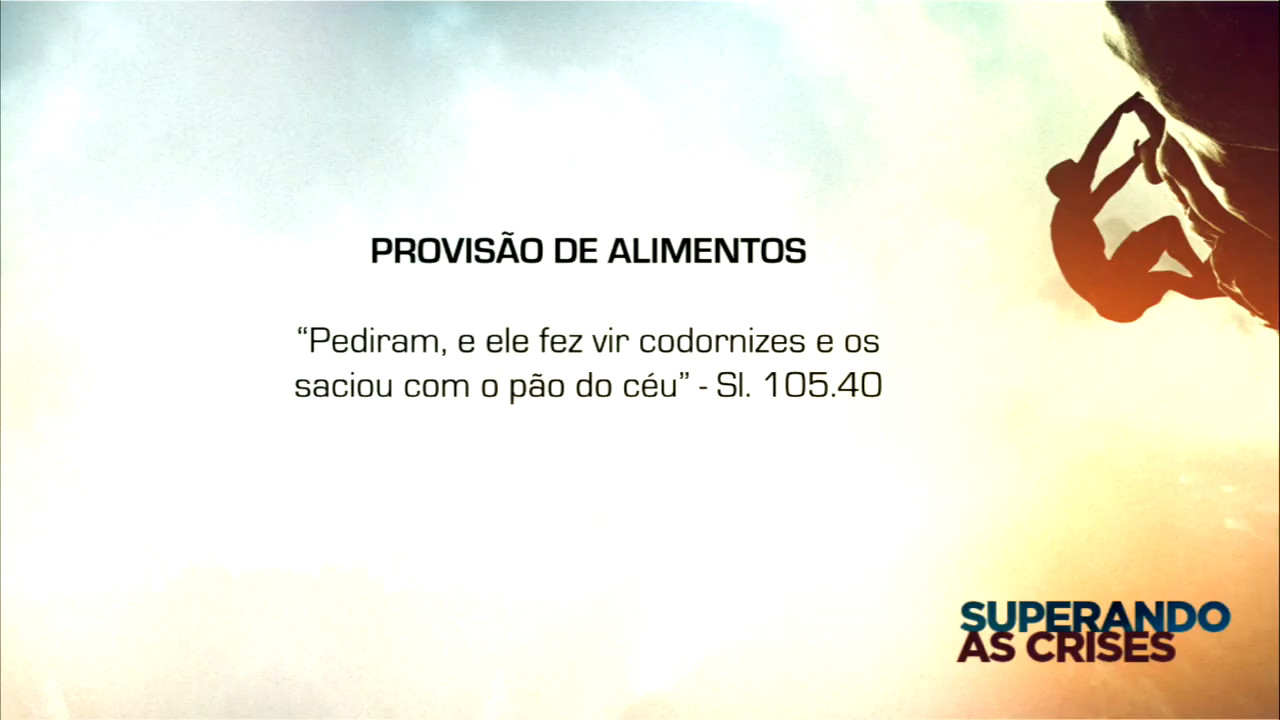 PROVISÃO DE ALIMENTOS
“Pediram, e ele fez vir codornizes e os
saciou com o pão do céu” - Sl. 105.40
SUPERANDO
AS CRISES